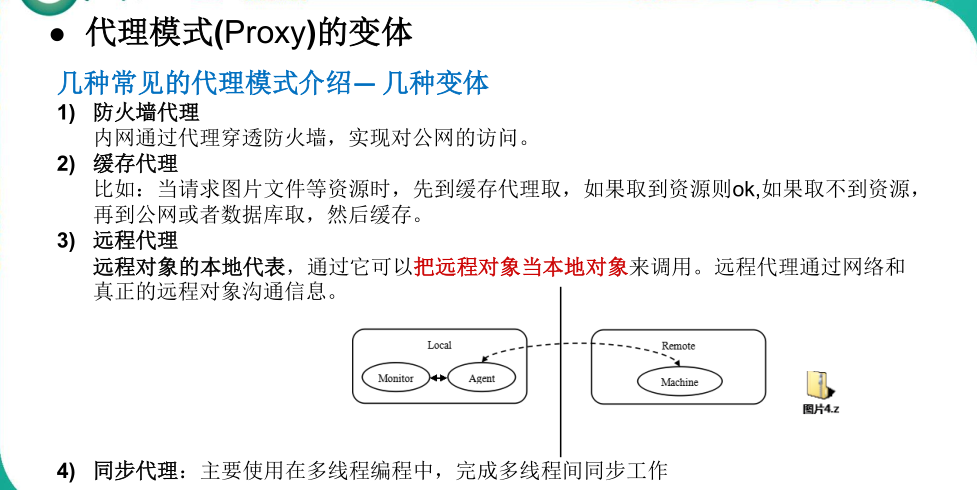 ● 代理模式(Proxy)的变体
几种常见的代理模式介绍— 几种变体
1) 防火墙代理
内网通过代理穿透防火墙，实现对公网的访问。
2) 缓存代理
比如：当请求图片文件等资源时，先到缓存代理取，如果取到资源则ok,如果取不到资源，
再到公网或者数据库取，然后缓存。
3) 远程代理
远程对象的本地代表，通过它可以把远程对象当本地对象来调用。远程代理通过网络和
真正的远程对象沟通信息。
Local
Remote
Monitor
Agent
Machine
图片4.z
4) 同步代理：主要使用在多线程编程中，完成多线程间同步工作